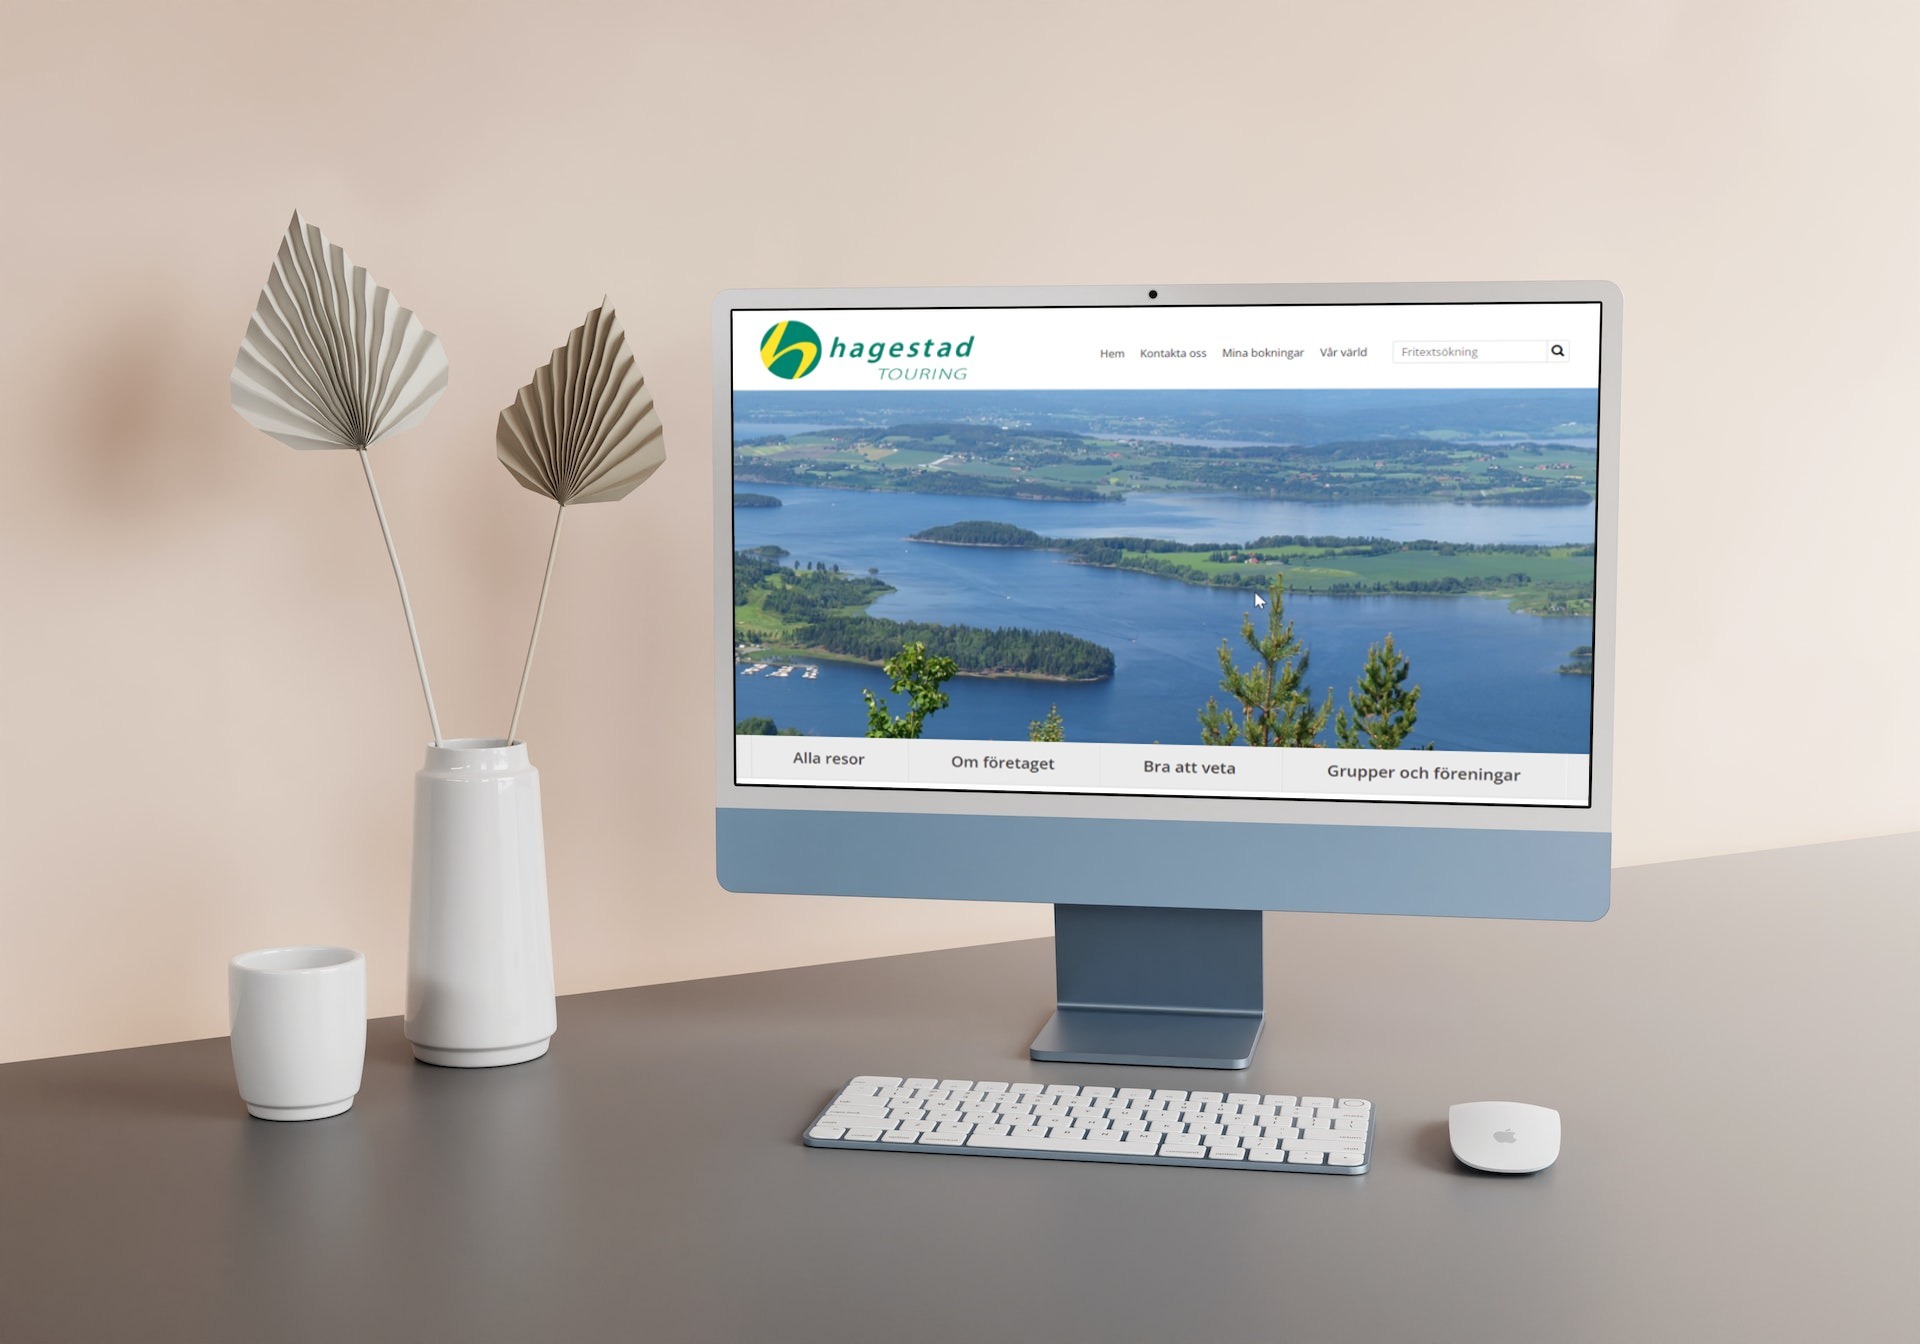 hagestad
TOURING
Hem Kontakta oss Mina bokningar Vår värld Fritextsökning
Alla resor Om företaget Bra att veta Grupper och föreningar